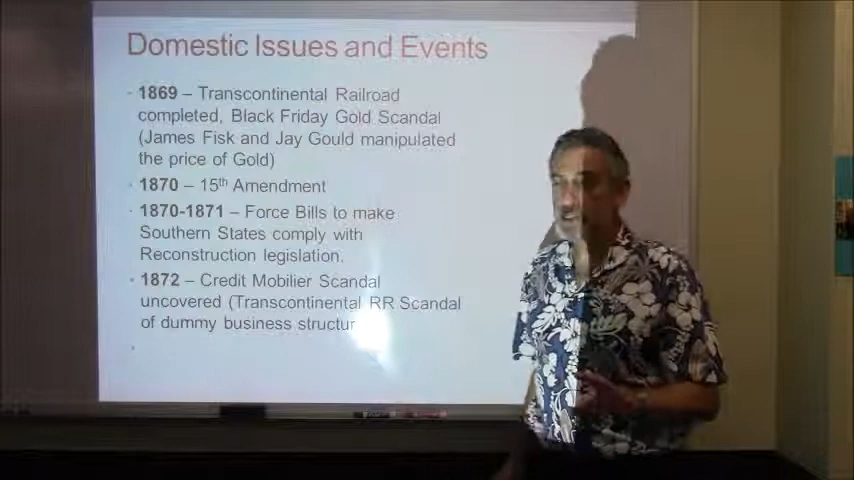 Domestic Issues and Events
· 1869 – Transcontinental Railroad
completed, Black Friday Gold Scandal
(James Fisk and Jay Gould manipulated
the price of Gold)
· 1870 – 15th Amendment
· 1870-1871 – Force Bills to make
Southern States comply with
Reconstruction legislation.
· 1872 – Credit Mobilier Scandal
uncovered (Transcontinental RR Scandal
of dummy business